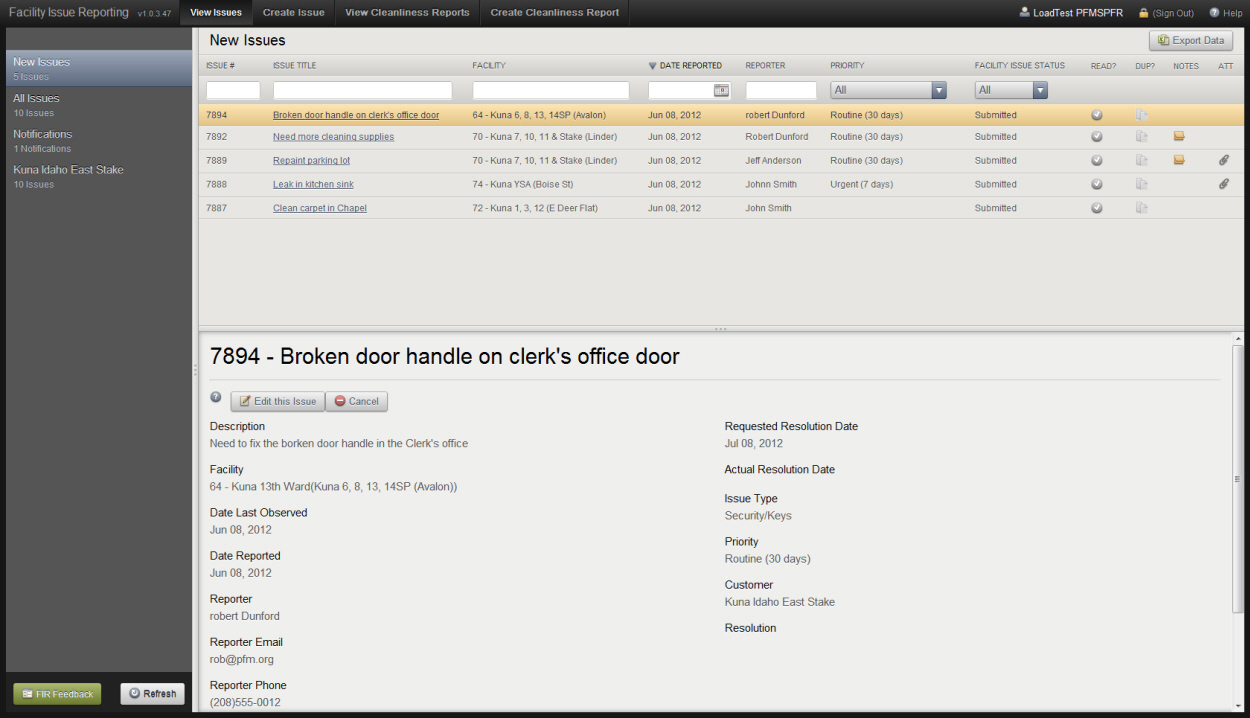 Facility Issue Reporting v1.0.3.47 View Issues Create Issue View Cleanliness Reports Create Cleanliness Report LoadTest PFMSPFR (Sign Out) Help
New Issues
5 Issues
All Issues
10 Issues
Notifications
1 Notifications
Kuna Idaho East Stake
10 Issues
FIR Feedback Refresh
New Issues Export Data
ISSUE # ISSUE TITLE FACILITY DATE REPORTED REPORTER PRIORITY FACILITY ISSUE STATUS READ? DUP? NOTES ATT
All All
7894 Broken door handle on clerk's office door 64 - Kuna 6, 8, 13, 14SP (Avalon) Jun 08, 2012 robert Dunford Routine (30 days) Submitted
7892 Need more cleaning supplies 70 - Kuna 7, 10, 11 & Stake (Linder) Jun 08, 2012 Robert Dunford Routine (30 days) Submitted
7889 Repaint parking lot 70 - Kuna 7, 10, 11 & Stake (Linder) Jun 08, 2012 Jeff Anderson Routine (30 days) Submitted
7888 Leak in kitchen sink 74 - Kuna YSA (Boise St) Jun 08, 2012 Johnn Smith Urgent (7 days) Submitted
7887 Clean carpet in Chapel 72 - Kuna 1, 3, 12 (E Deer Flat) Jun 08, 2012 John Smith Submitted
7894 - Broken door handle on clerk's office door
Edit this Issue Cancel
Description
Need to fix the borken door handle in the Clerk's office
Facility
64 - Kuna 13th Ward(Kuna 6, 8, 13, 14SP (Avalon))
Date Last Observed
Jun 08, 2012
Date Reported
Jun 08, 2012
Reporter
robert Dunford
Reporter Email
rob@pfm.org
Reporter Phone
(208)555-0012
Requested Resolution Date
Jul 08, 2012
Actual Resolution Date
Issue Type
Security/Keys
Priority
Routine (30 days)
Customer
Kuna Idaho East Stake
Resolution